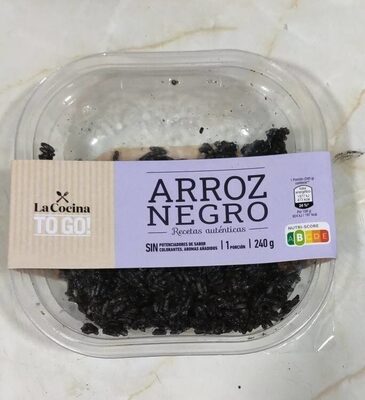 La Cocina
TO GO!
ARROZ
NEGRO
Recetas auténticas
SIN POTENCIADORES DE SABOR
COLORANTES, AROMAS AÑADIDOS
1 PORCIÓN
240 g
NUTRI-SCORE
A B C D E